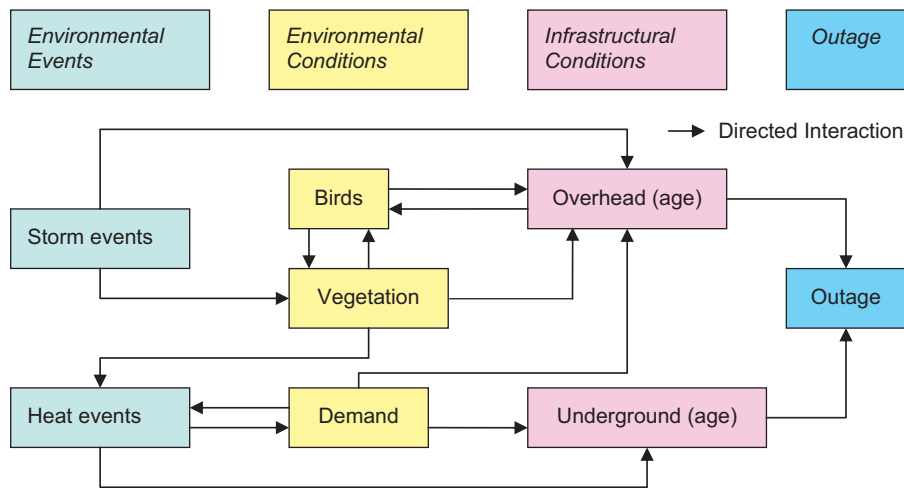 Environmental
Events
Environmental
Conditions
Infrastructural
Conditions
Outage
Directed Interaction
Birds
Overhead (age)
Storm events
Vegetation
Outage
Heat events
Demand
Underground (age)